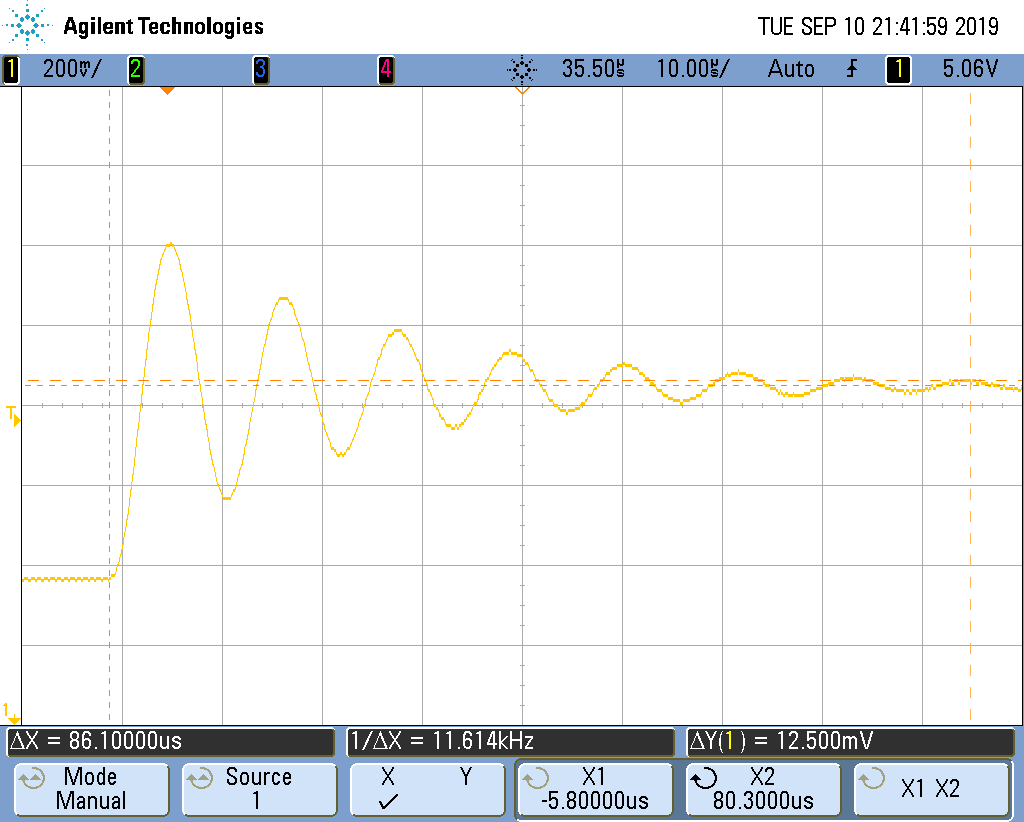 Agilent Technologies TUE SEP 10 21:41:59 2019
1 200mV/ 2 3 4 35.50µs 10.00µs/ Auto 1 5.06V
T
1
ΔX = 86.10000us 1/ΔX = 11.614kHz ΔY(1) = 12.500mV
Mode Source X Y X1 X2 X1 X2
Manual 1 -5.80000us 80.3000us